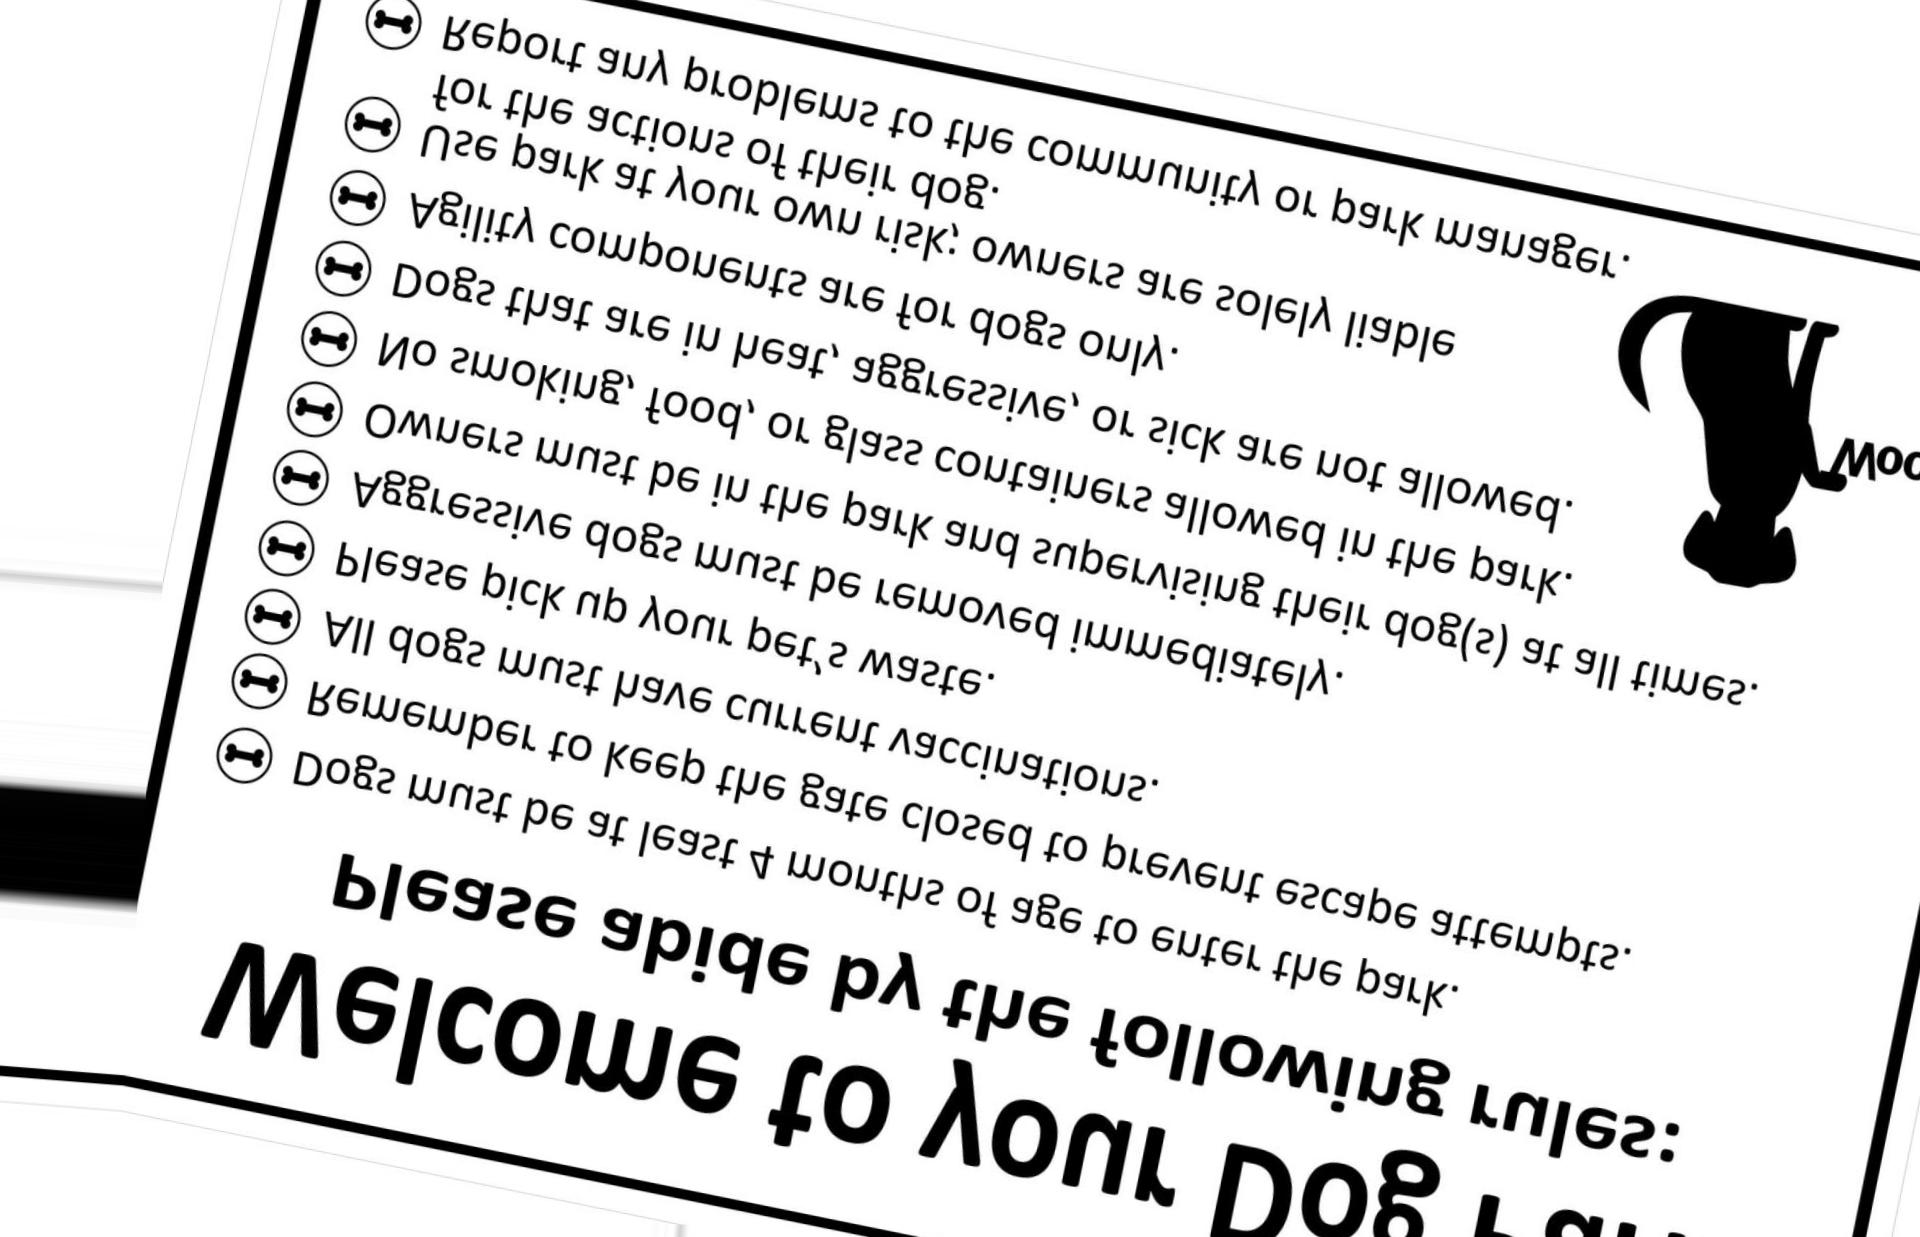 Welcome to your Dog Par
Please abide by the following rules:
Dogs must be at least 4 months of age to enter the park.
Remember to keep the gate closed to prevent escape attempts.
All dogs must have current vaccinations.
Please pick up your pet's waste.
Aggressive dogs must be removed immediately.
Owners must be in the park and supervising their dog(s) at all times.
No smoking, food, or glass containers allowed in the park.
Dogs that are in heat, aggressive, or sick are not allowed.
Agility components are for dogs only.
Use park at your own risk; owners are solely liable
for the actions of their dog.
Report any problems to the community or park manager.
Woo